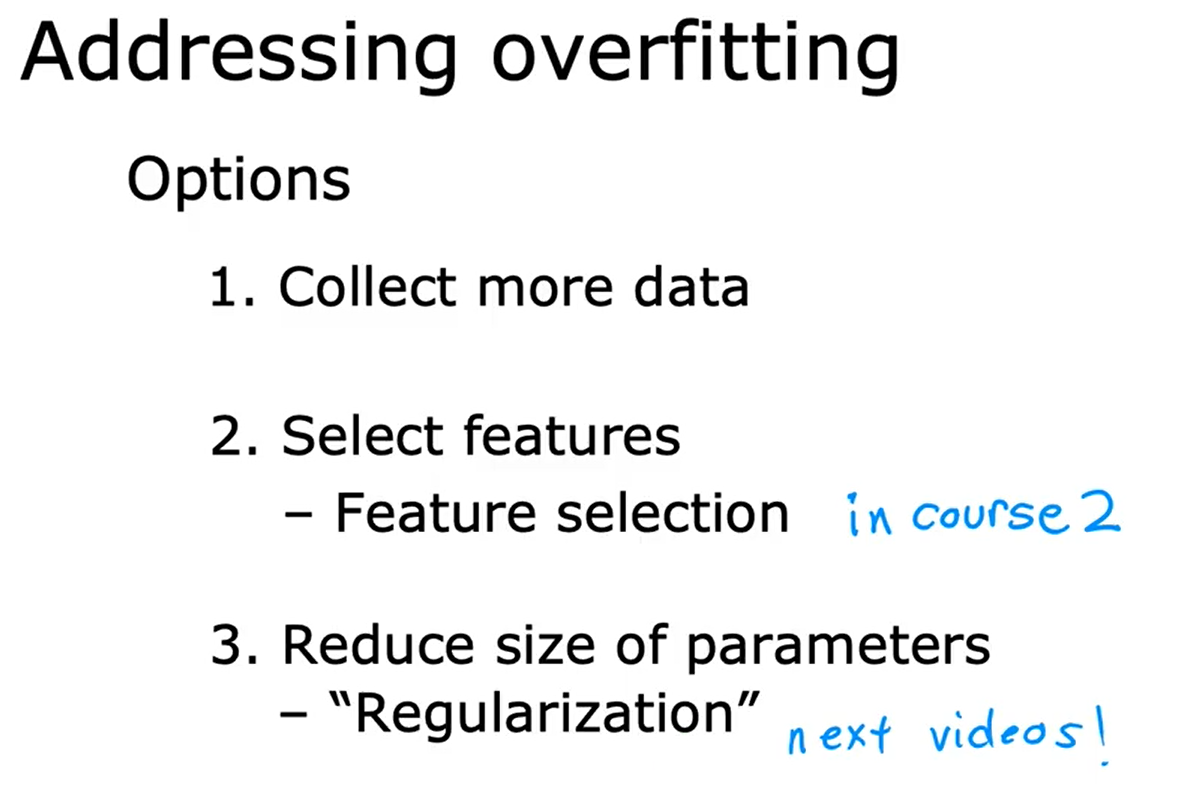 Addressing overfitting
Options
1. Collect more data
2. Select features
– Feature selection in course 2
3. Reduce size of parameters
– “Regularization” next videos!